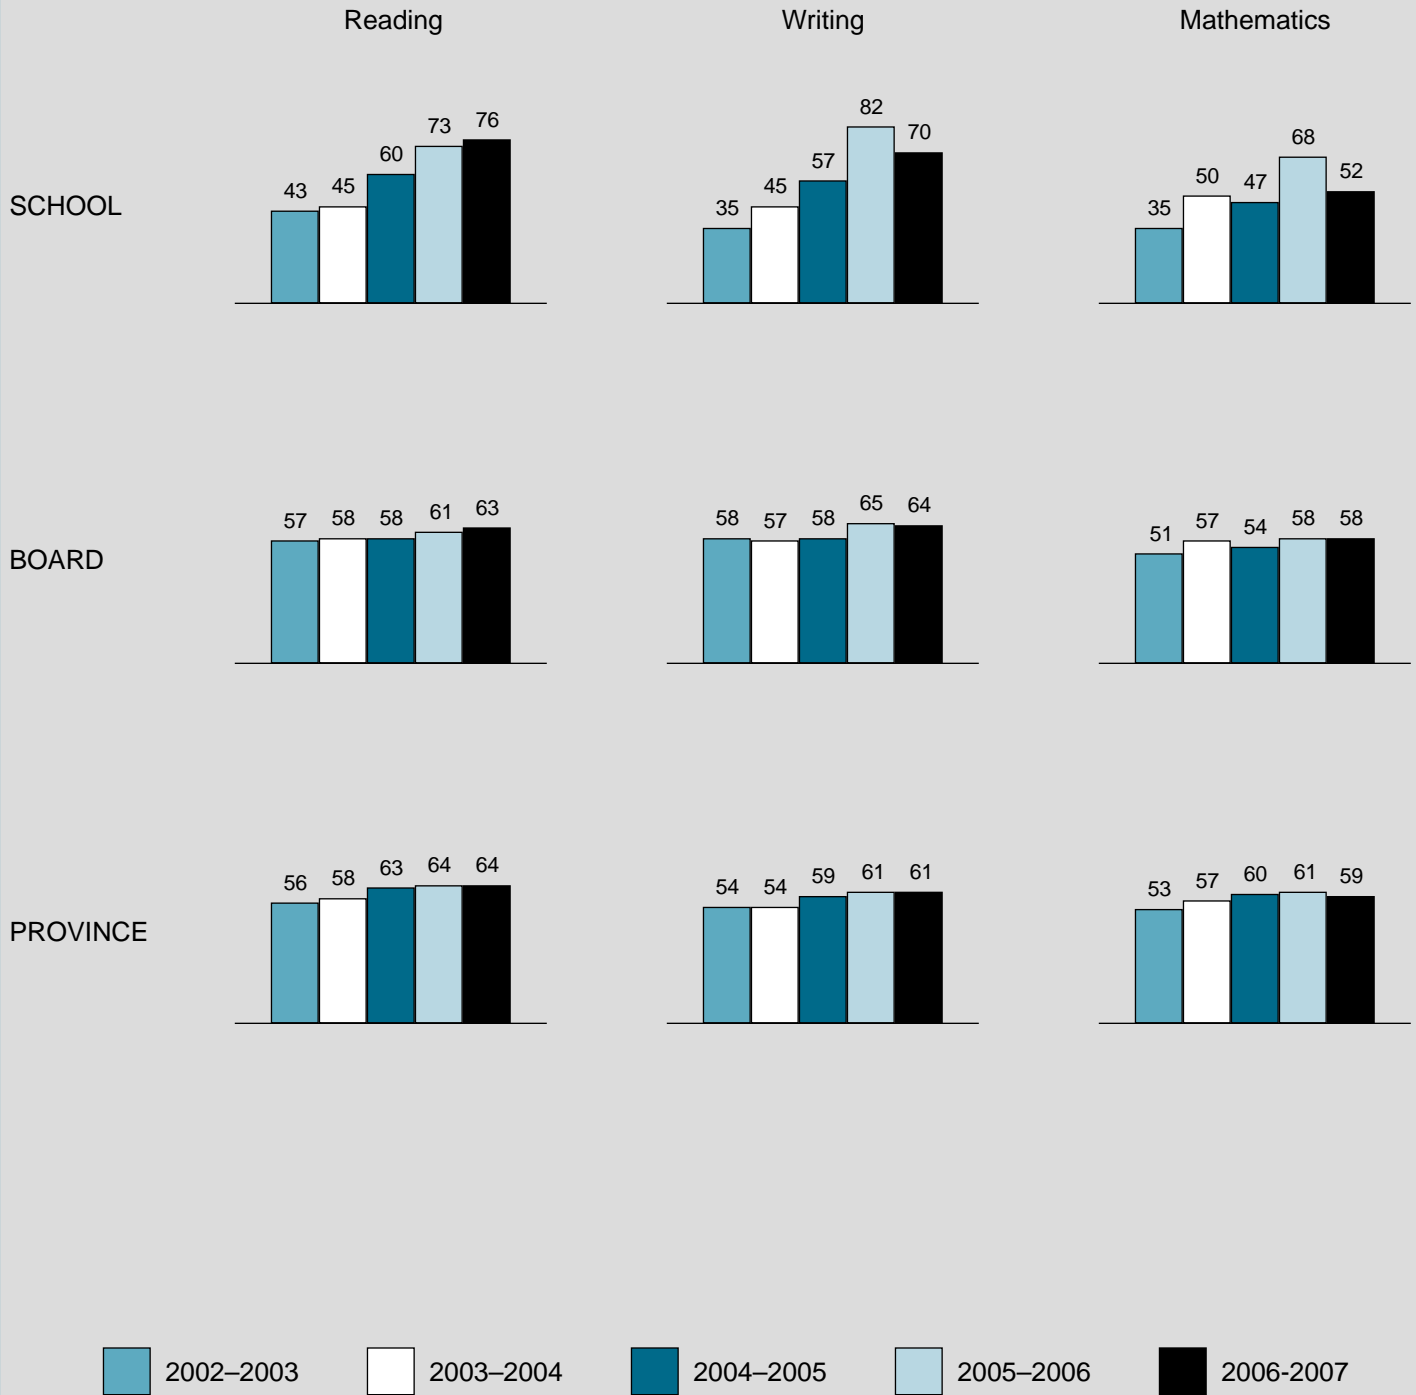 Reading Writing Mathematics
SCHOOL
43 45 60 73 76
35 45 57 82 70
35 50 47 68 52
BOARD
57 58 58 61 63
58 57 58 65 64
51 57 54 58 58
PROVINCE
56 58 63 64 64
54 54 59 61 61
53 57 60 61 59
2002–2003 2003–2004 2004–2005 2005–2006 2006-2007